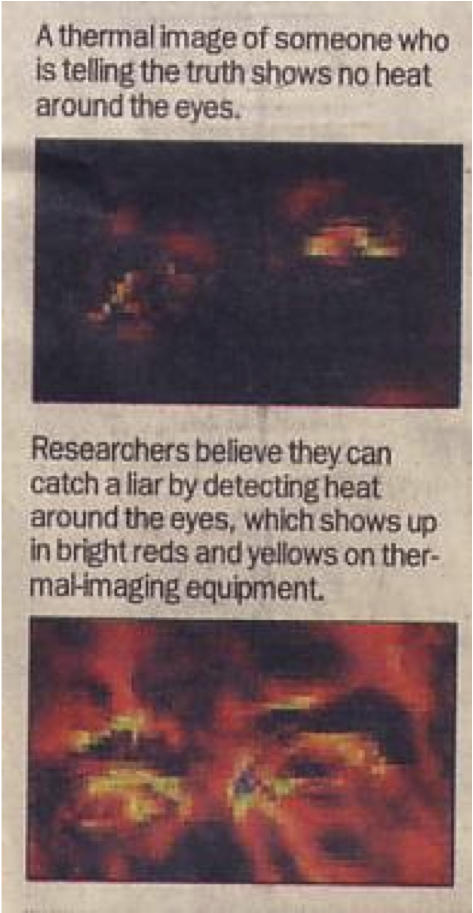 A thermal image of someone who
is telling the truth shows no heat
around the eyes.
Researchers believe they can
catch a liar by detecting heat
around the eyes, which shows up
in bright reds and yellows on ther-
mal-imaging equipment.